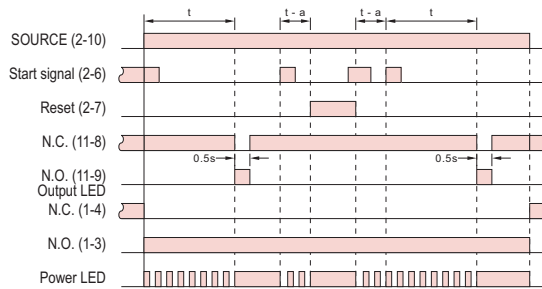 t
t - a
t - a
t
SOURCE (2-10)
Start signal (2-6)
Reset (2-7)
N.C. (11-8)
0.5s
0.5s
N.O. (11-9)
Output LED
N.C. (1-4)
N.O. (1-3)
Power LED